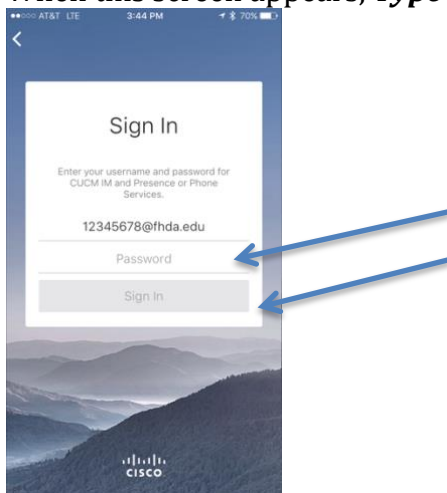 When this screen appears, Type
AT&T LTE 3:44 PM 70%
Sign In
Enter your username and password for
CUCM IM and Presence or Phone
Services.
12345678@fhda.edu
Password
Sign In
CISCO